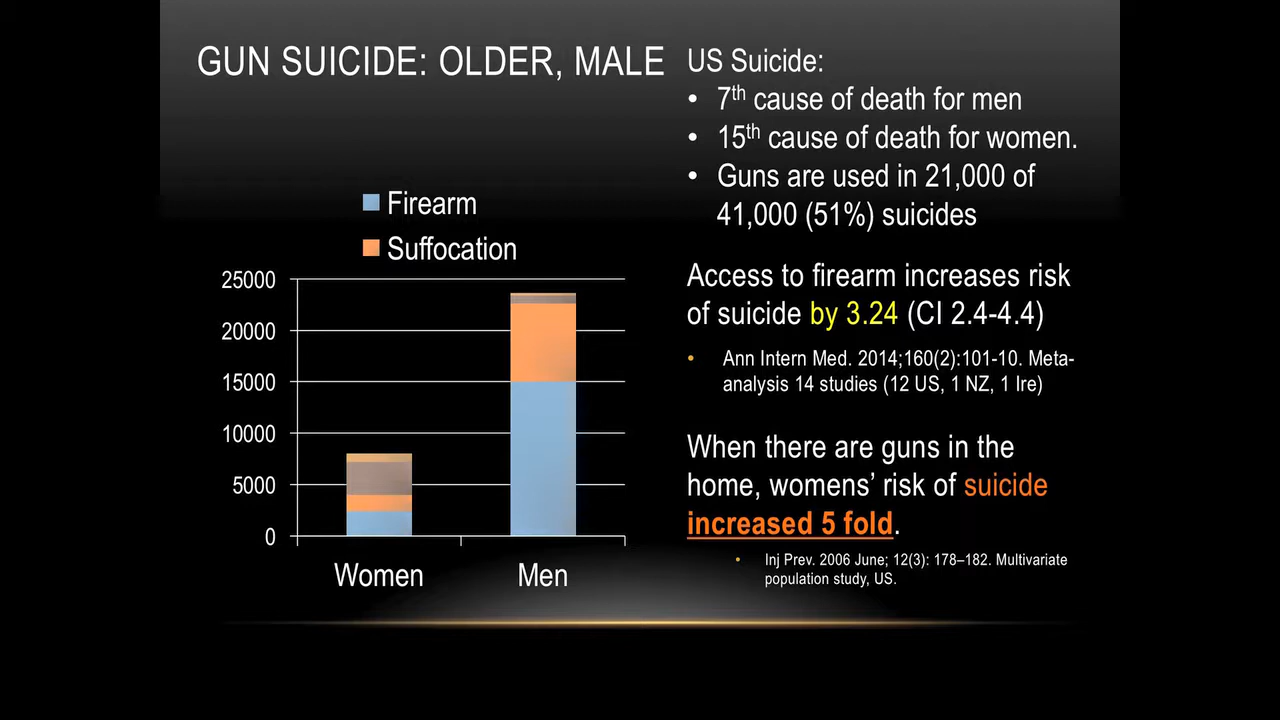 GUN SUICIDE: OLDER, MALE
Firearm
Suffocation
25000
20000
15000
10000
5000
0
Women
Men
US Suicide:
• 7th cause of death for men
• 15th cause of death for women.
• Guns are used in 21,000 of
41,000 (51%) suicides
Access to firearm increases risk
of suicide by 3.24 (CI 2.4-4.4)
• Ann Intern Med. 2014;160(2):101-10. Meta-
analysis 14 studies (12 US, 1 NZ, 1 Ire)
When there are guns in the
home, womens’ risk of suicide
increased 5 fold.
• Inj Prev. 2006 June; 12(3): 178–182. Multivariate
population study, US.